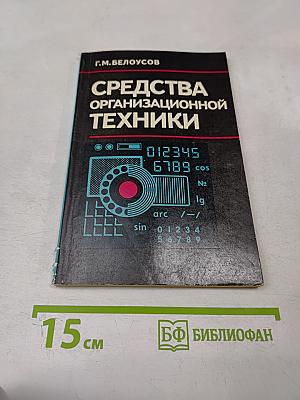 Г.М.БЕЛОУСОВ
СРЕДСТВА
ОРГАНИЗАЦИОННОЙ
ТЕХНИКИ
012345
6789 cos
№
lg
arc /—/
sin 01234
56789
15 см
БФ БИБЛИОФАН